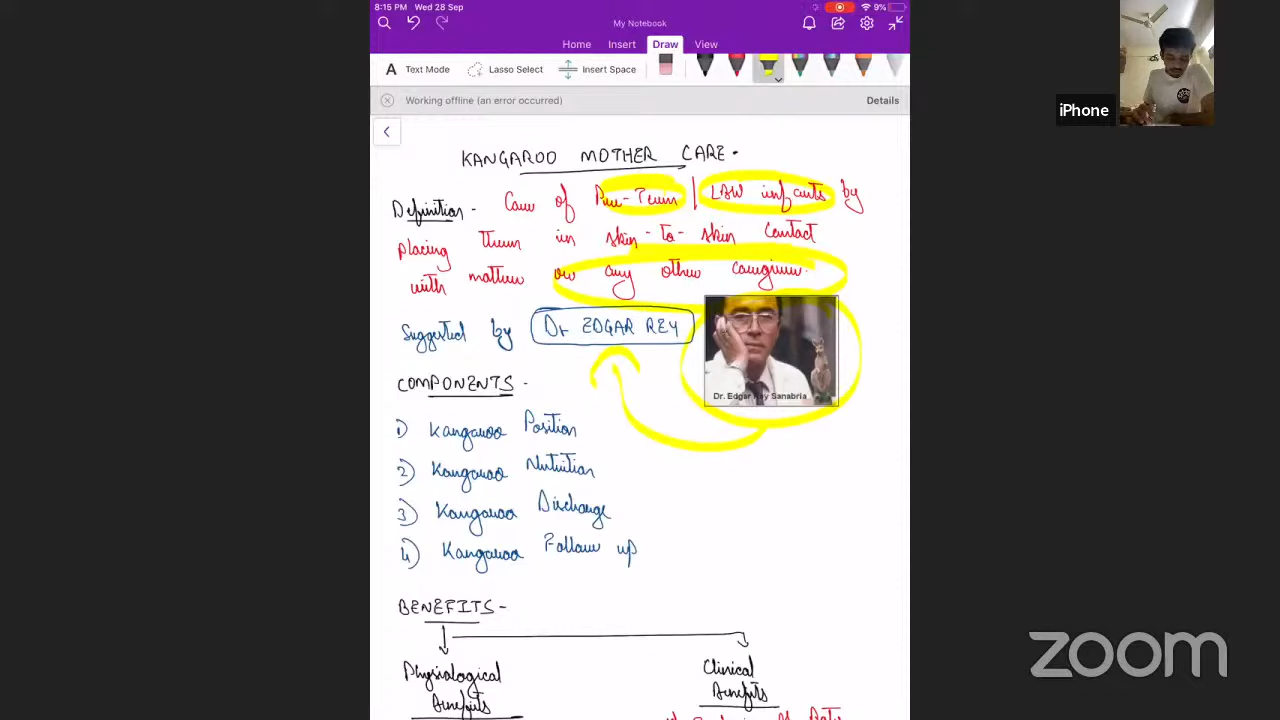 8:15 PM Wed 28 Sep
9%
My Notebook
Home Insert Draw View
Text Mode Lasso Select Insert Space
Working offline (an error occurred) Details
iPhone
KANGAROO MOTHER CARE-
Definition - Care of Pre-Term | LBW infants by
placing them in skin-to-skin contact
with mother or any other caregiver.
Suggested by Dr EDGAR REY
Dr. Edgar Rey Sanabria
COMPONENTS-
1) Kangaroo Position
2) Kangaroo Nutrition
3) Kangaroo Discharge
4) Kangaroo Follow up
BENEFITS-
Physiological Benefits
Clinical Benefits
zoom